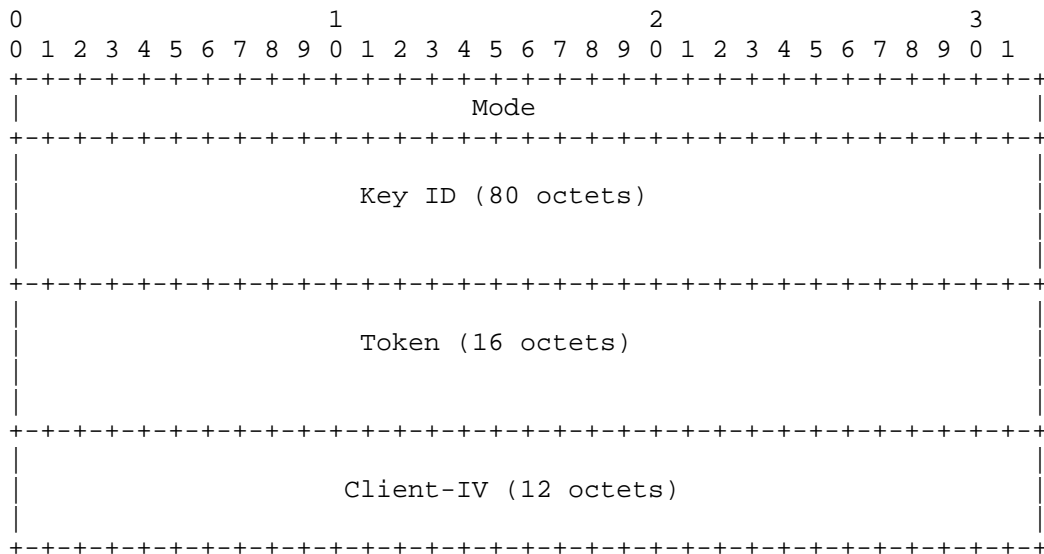 0                   1                   2                   3
0 1 2 3 4 5 6 7 8 9 0 1 2 3 4 5 6 7 8 9 0 1 2 3 4 5 6 7 8 9 0 1
+-+-+-+-+-+-+-+-+-+-+-+-+-+-+-+-+-+-+-+-+-+-+-+-+-+-+-+-+-+-+-+-+
|                            Mode                               |
+-+-+-+-+-+-+-+-+-+-+-+-+-+-+-+-+-+-+-+-+-+-+-+-+-+-+-+-+-+-+-+-+
|                                                               |
|                     Key ID (80 octets)                        |
|                                                               |
|                                                               |
+-+-+-+-+-+-+-+-+-+-+-+-+-+-+-+-+-+-+-+-+-+-+-+-+-+-+-+-+-+-+-+-+
|                                                               |
|                     Token (16 octets)                         |
|                                                               |
|                                                               |
+-+-+-+-+-+-+-+-+-+-+-+-+-+-+-+-+-+-+-+-+-+-+-+-+-+-+-+-+-+-+-+-+
|                                                               |
|                    Client-IV (12 octets)                      |
|                                                               |
+-+-+-+-+-+-+-+-+-+-+-+-+-+-+-+-+-+-+-+-+-+-+-+-+-+-+-+-+-+-+-+-+